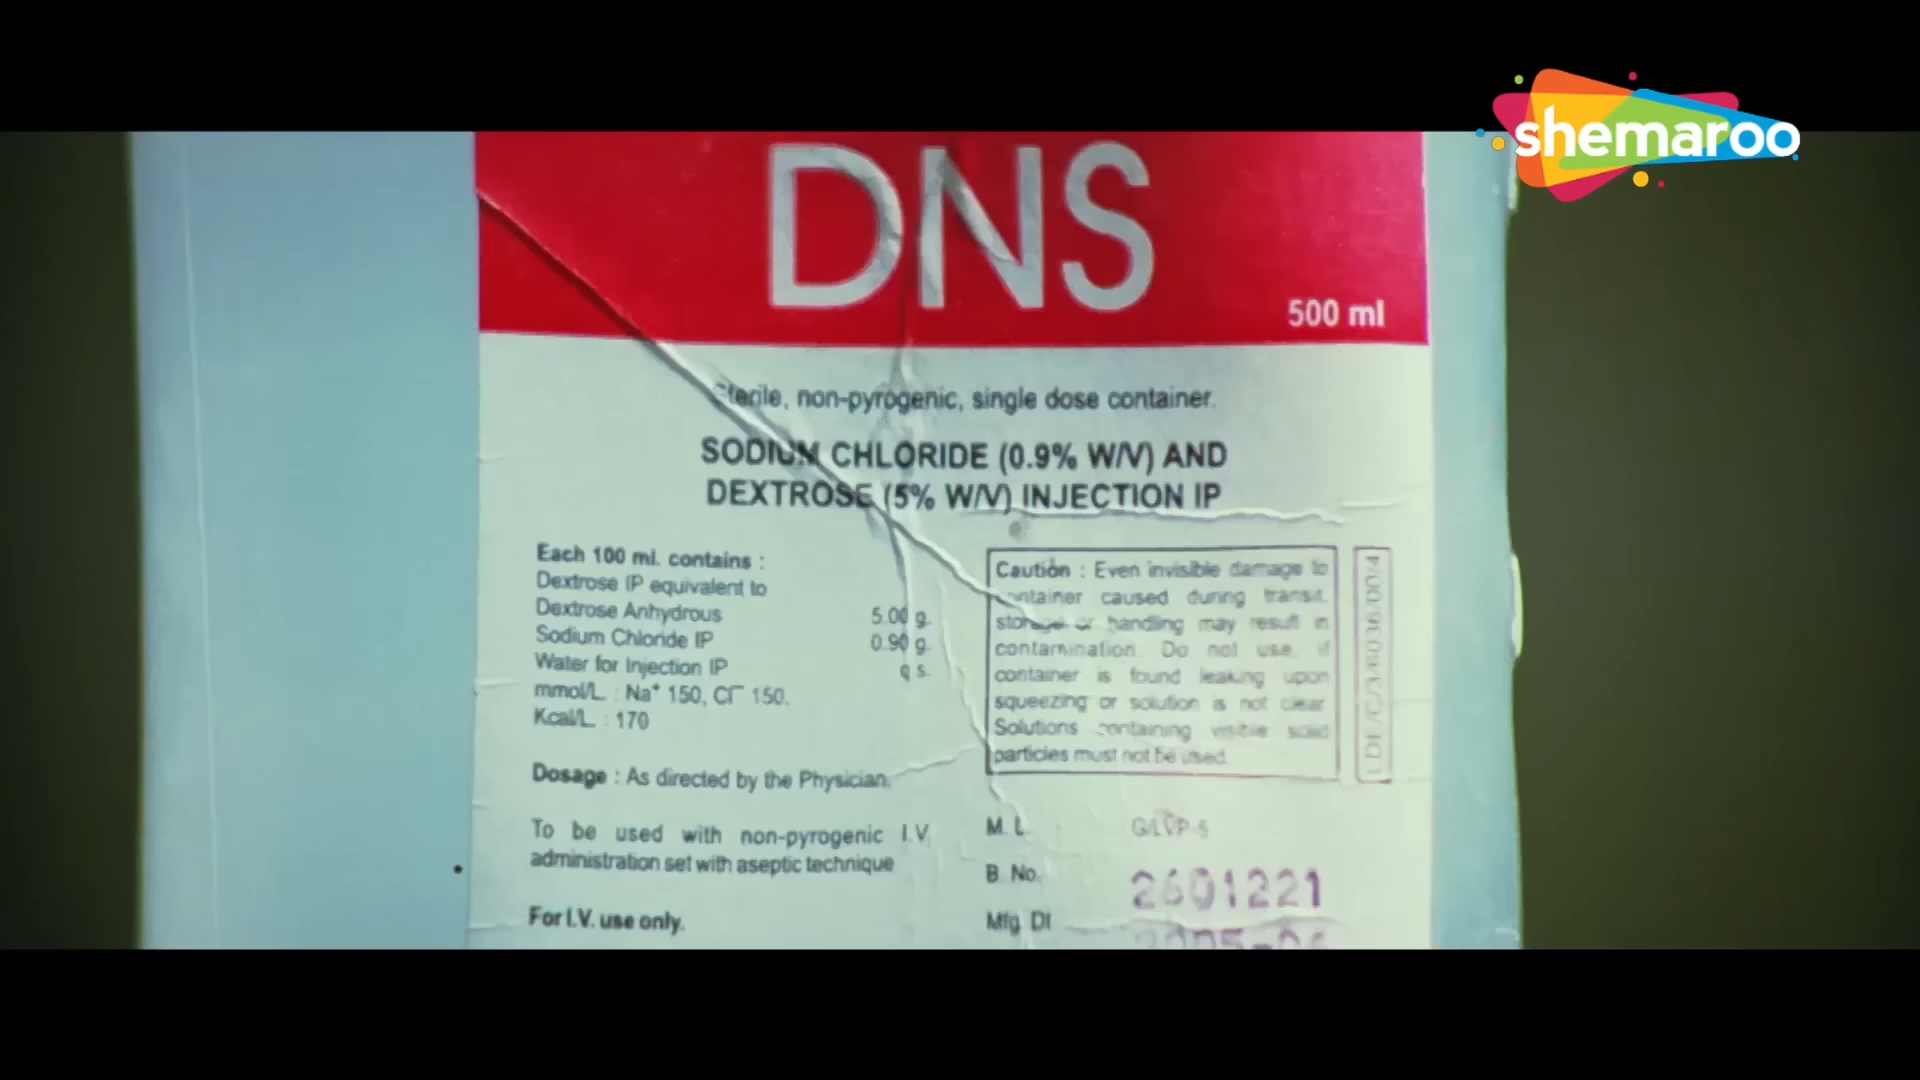 shemaroo
DNS
500 ml
Sterile, non-pyrogenic, single dose container.
SODIUM CHLORIDE (0.9% W/V) AND
DEXTROSE (5% W/V) INJECTION IP
Each 100 ml. contains :
Dextrose IP equivalent to
Dextrose Anhydrous 5.00 g.
Sodium Chloride IP 0.90 g.
Water for Injection IP q s.
mmol/L. : Na⁺ 150, Cl⁻ 150.
Kcal/L. : 170
Dosage : As directed by the Physician.
To be used with non-pyrogenic I.V.
administration set with aseptic technique
For I.V. use only.
Caution : Even invisible damage to
container caused during transit,
storage or handling may result in
contamination. Do not use, if
container is found leaking upon
squeezing or solution is not clear.
Solutions containing visible solid
particles must not be used.
M. L. G/LVP-5
B. No. 2601221
Mfg. Dt